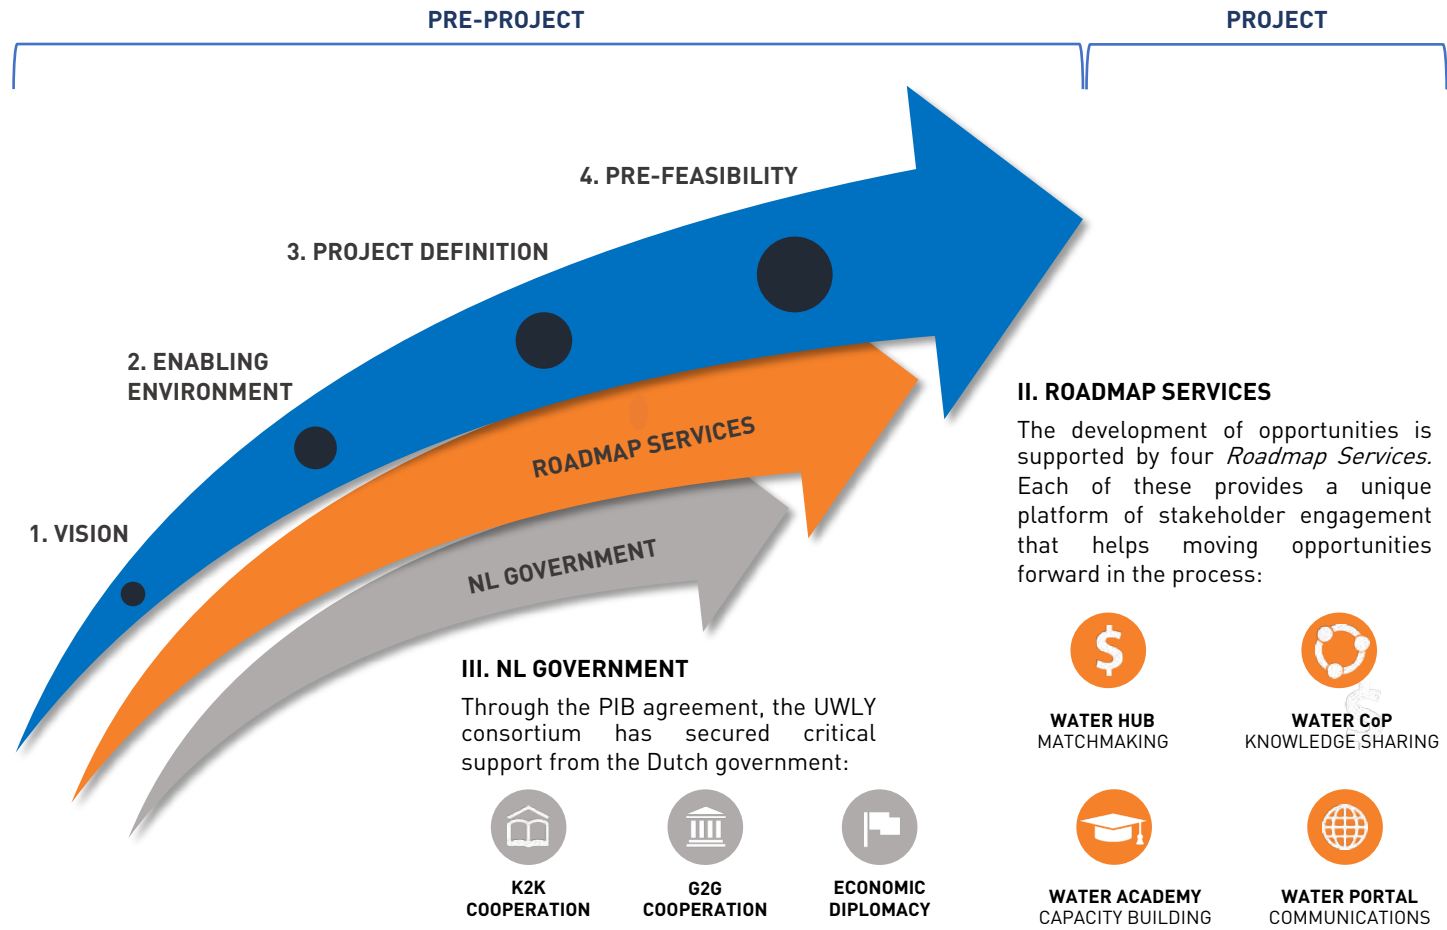 PRE-PROJECT
PROJECT
4. PRE-FEASIBILITY
3. PROJECT DEFINITION
2. ENABLING
ENVIRONMENT
1. VISION
ROADMAP SERVICES
NL GOVERNMENT
II. ROADMAP SERVICES
The development of opportunities is
supported by four Roadmap Services.
Each of these provides a unique
platform of stakeholder engagement
that helps moving opportunities
forward in the process:
$
WATER HUB
MATCHMAKING
WATER CoP
KNOWLEDGE SHARING
WATER ACADEMY
CAPACITY BUILDING
WATER PORTAL
COMMUNICATIONS
III. NL GOVERNMENT
Through the PIB agreement, the UWLY
consortium has secured critical
support from the Dutch government:
K2K
COOPERATION
G2G
COOPERATION
ECONOMIC
DIPLOMACY